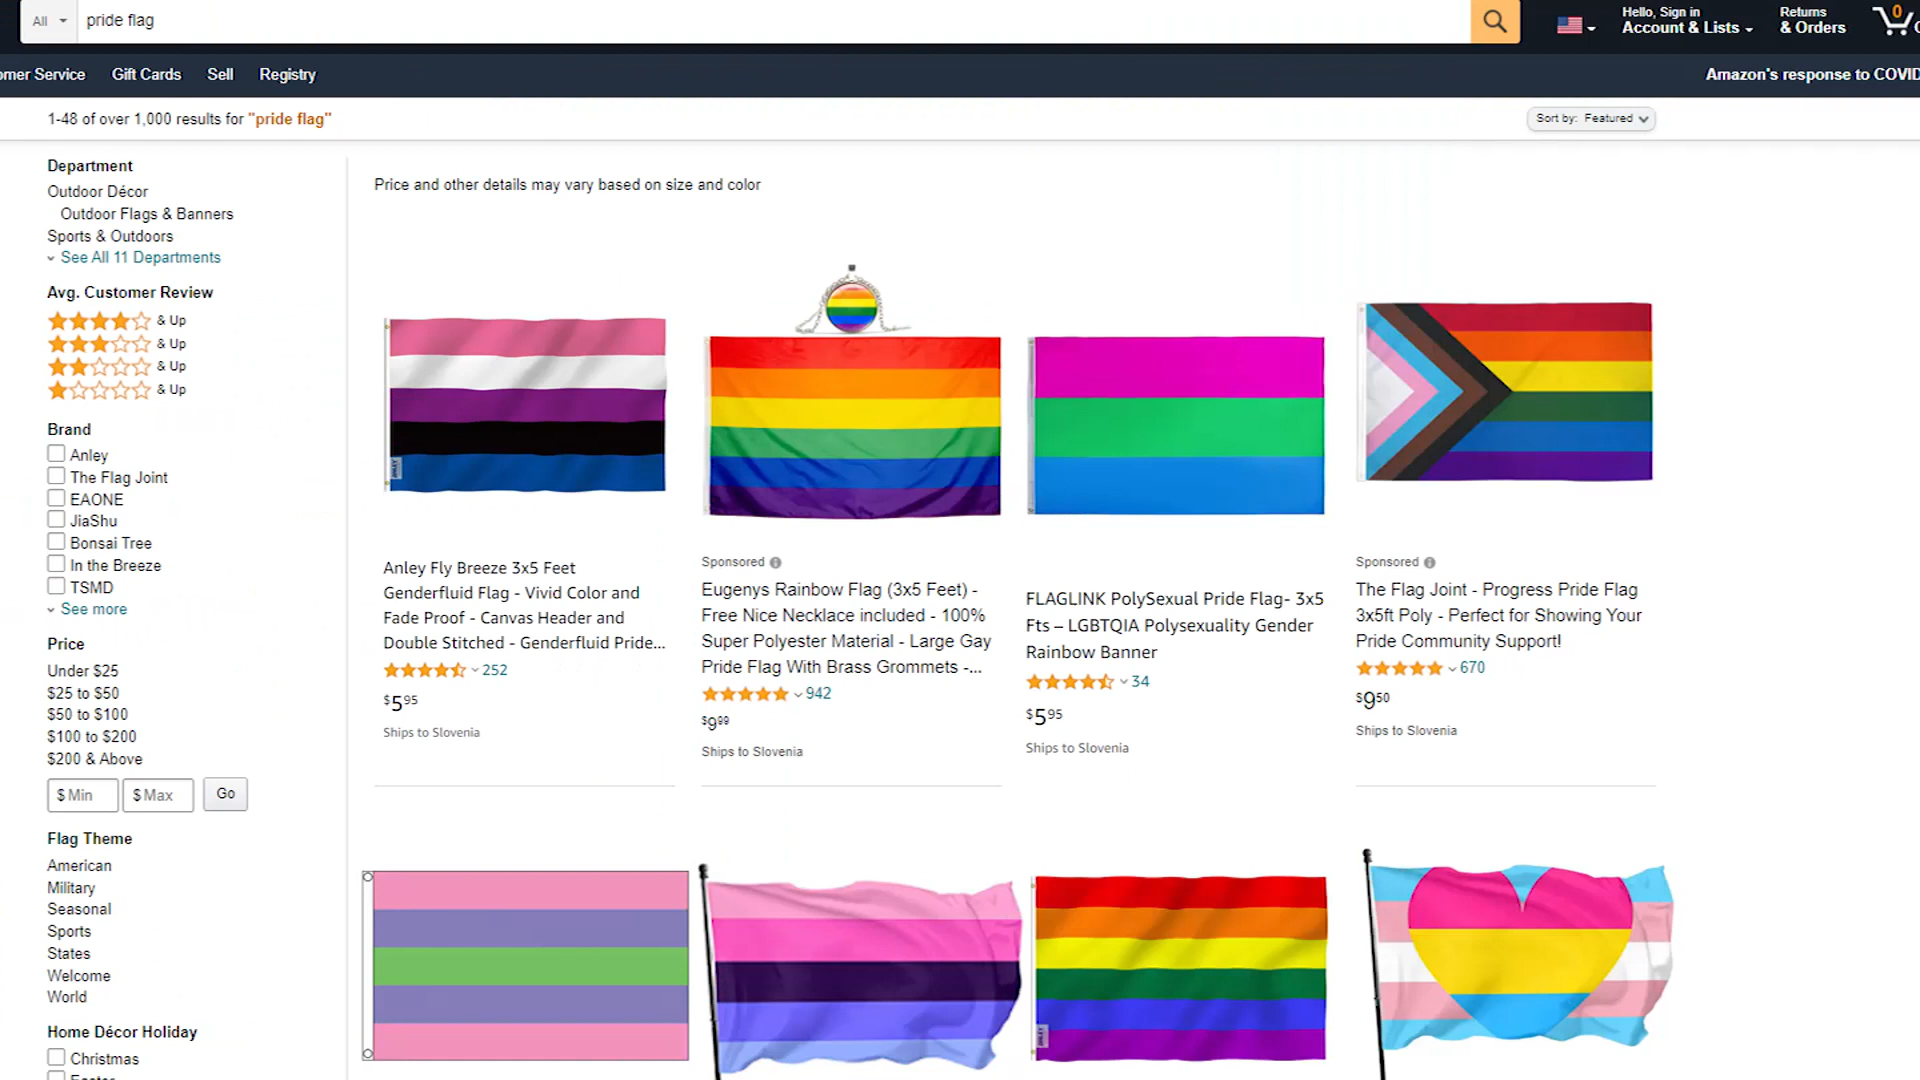 All
pride flag
Hello, Sign in
Account & Lists
Returns
& Orders
0
omer Service
Gift Cards
Sell
Registry
Amazon's response to COVID
1-48 of over 1,000 results for "pride flag"
Sort by: Featured
Department
Outdoor Décor
Outdoor Flags & Banners
Sports & Outdoors
See All 11 Departments
Avg. Customer Review
& Up
& Up
& Up
& Up
Brand
Anley
The Flag Joint
EAONE
JiaShu
Bonsai Tree
In the Breeze
TSMD
See more
Price
Under $25
$25 to $50
$50 to $100
$100 to $200
$200 & Above
$ Min
$ Max
Go
Flag Theme
American
Military
Seasonal
Sports
States
Welcome
World
Home Décor Holiday
Christmas
Easter
Price and other details may vary based on size and color
Anley Fly Breeze 3x5 Feet
Genderfluid Flag - Vivid Color and
Fade Proof - Canvas Header and
Double Stitched - Genderfluid Pride...
252
$5.95
Ships to Slovenia
Sponsored
Eugenys Rainbow Flag (3x5 Feet) -
Free Nice Necklace included - 100%
Super Polyester Material - Large Gay
Pride Flag With Brass Grommets -...
942
$9.99
Ships to Slovenia
FLAGLINK PolySexual Pride Flag- 3x5
Fts – LGBTQIA Polysexuality Gender
Rainbow Banner
34
$5.95
Ships to Slovenia
Sponsored
The Flag Joint - Progress Pride Flag
3x5ft Poly - Perfect for Showing Your
Pride Community Support!
670
$9.50
Ships to Slovenia